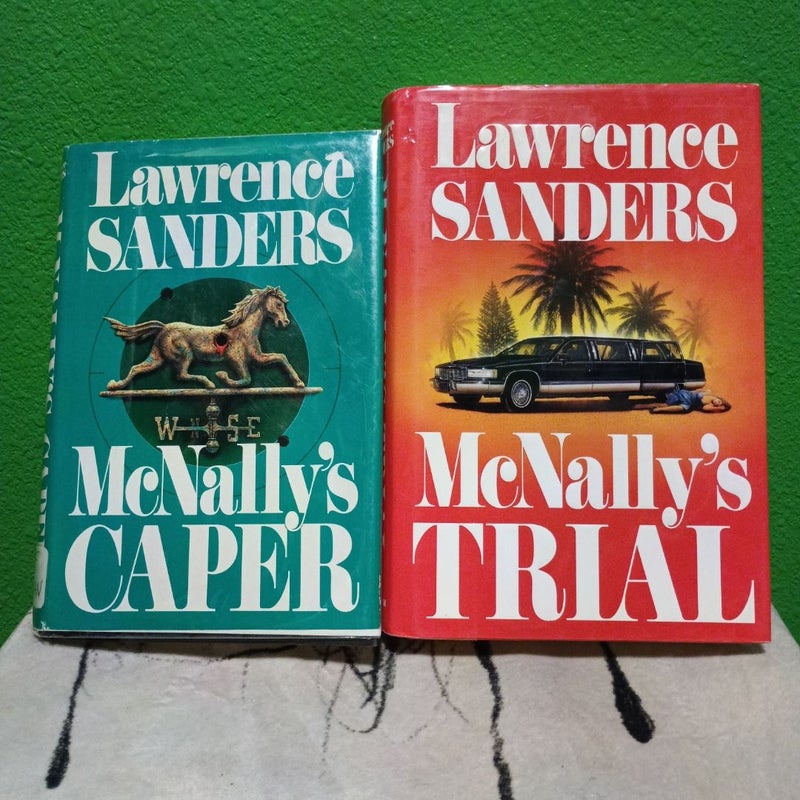 Lawrence
SANDERS
W N S E
McNally's
CAPER
Lawrence
SANDERS
McNally's
TRIAL